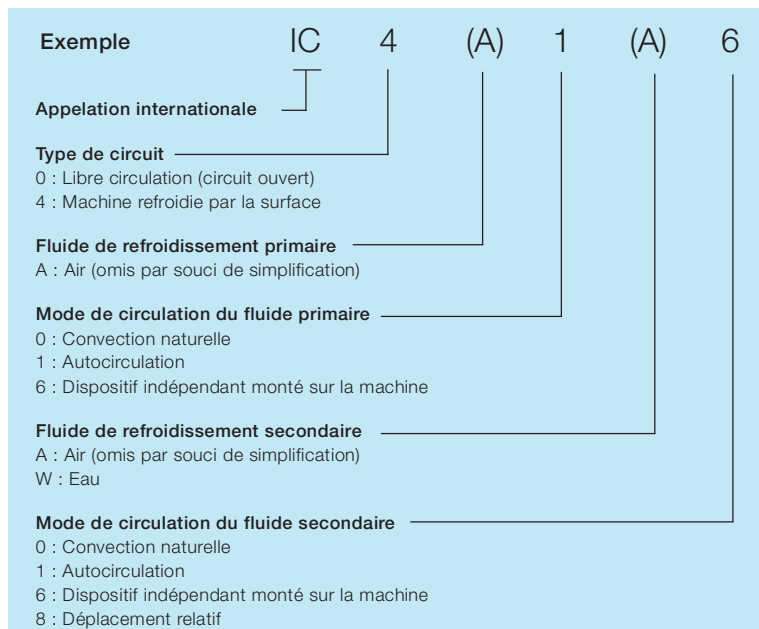 Exemple IC 4 (A) 1 (A) 6
Appelation internationale
Type de circuit
0 : Libre circulation (circuit ouvert)
4 : Machine refroidie par la surface
Fluide de refroidissement primaire
A : Air (omis par souci de simplification)
Mode de circulation du fluide primaire
0 : Convection naturelle
1 : Autocirculation
6 : Dispositif indépendant monté sur la machine
Fluide de refroidissement secondaire
A : Air (omis par souci de simplification)
W : Eau
Mode de circulation du fluide secondaire
0 : Convection naturelle
1 : Autocirculation
6 : Dispositif indépendant monté sur la machine
8 : Déplacement relatif